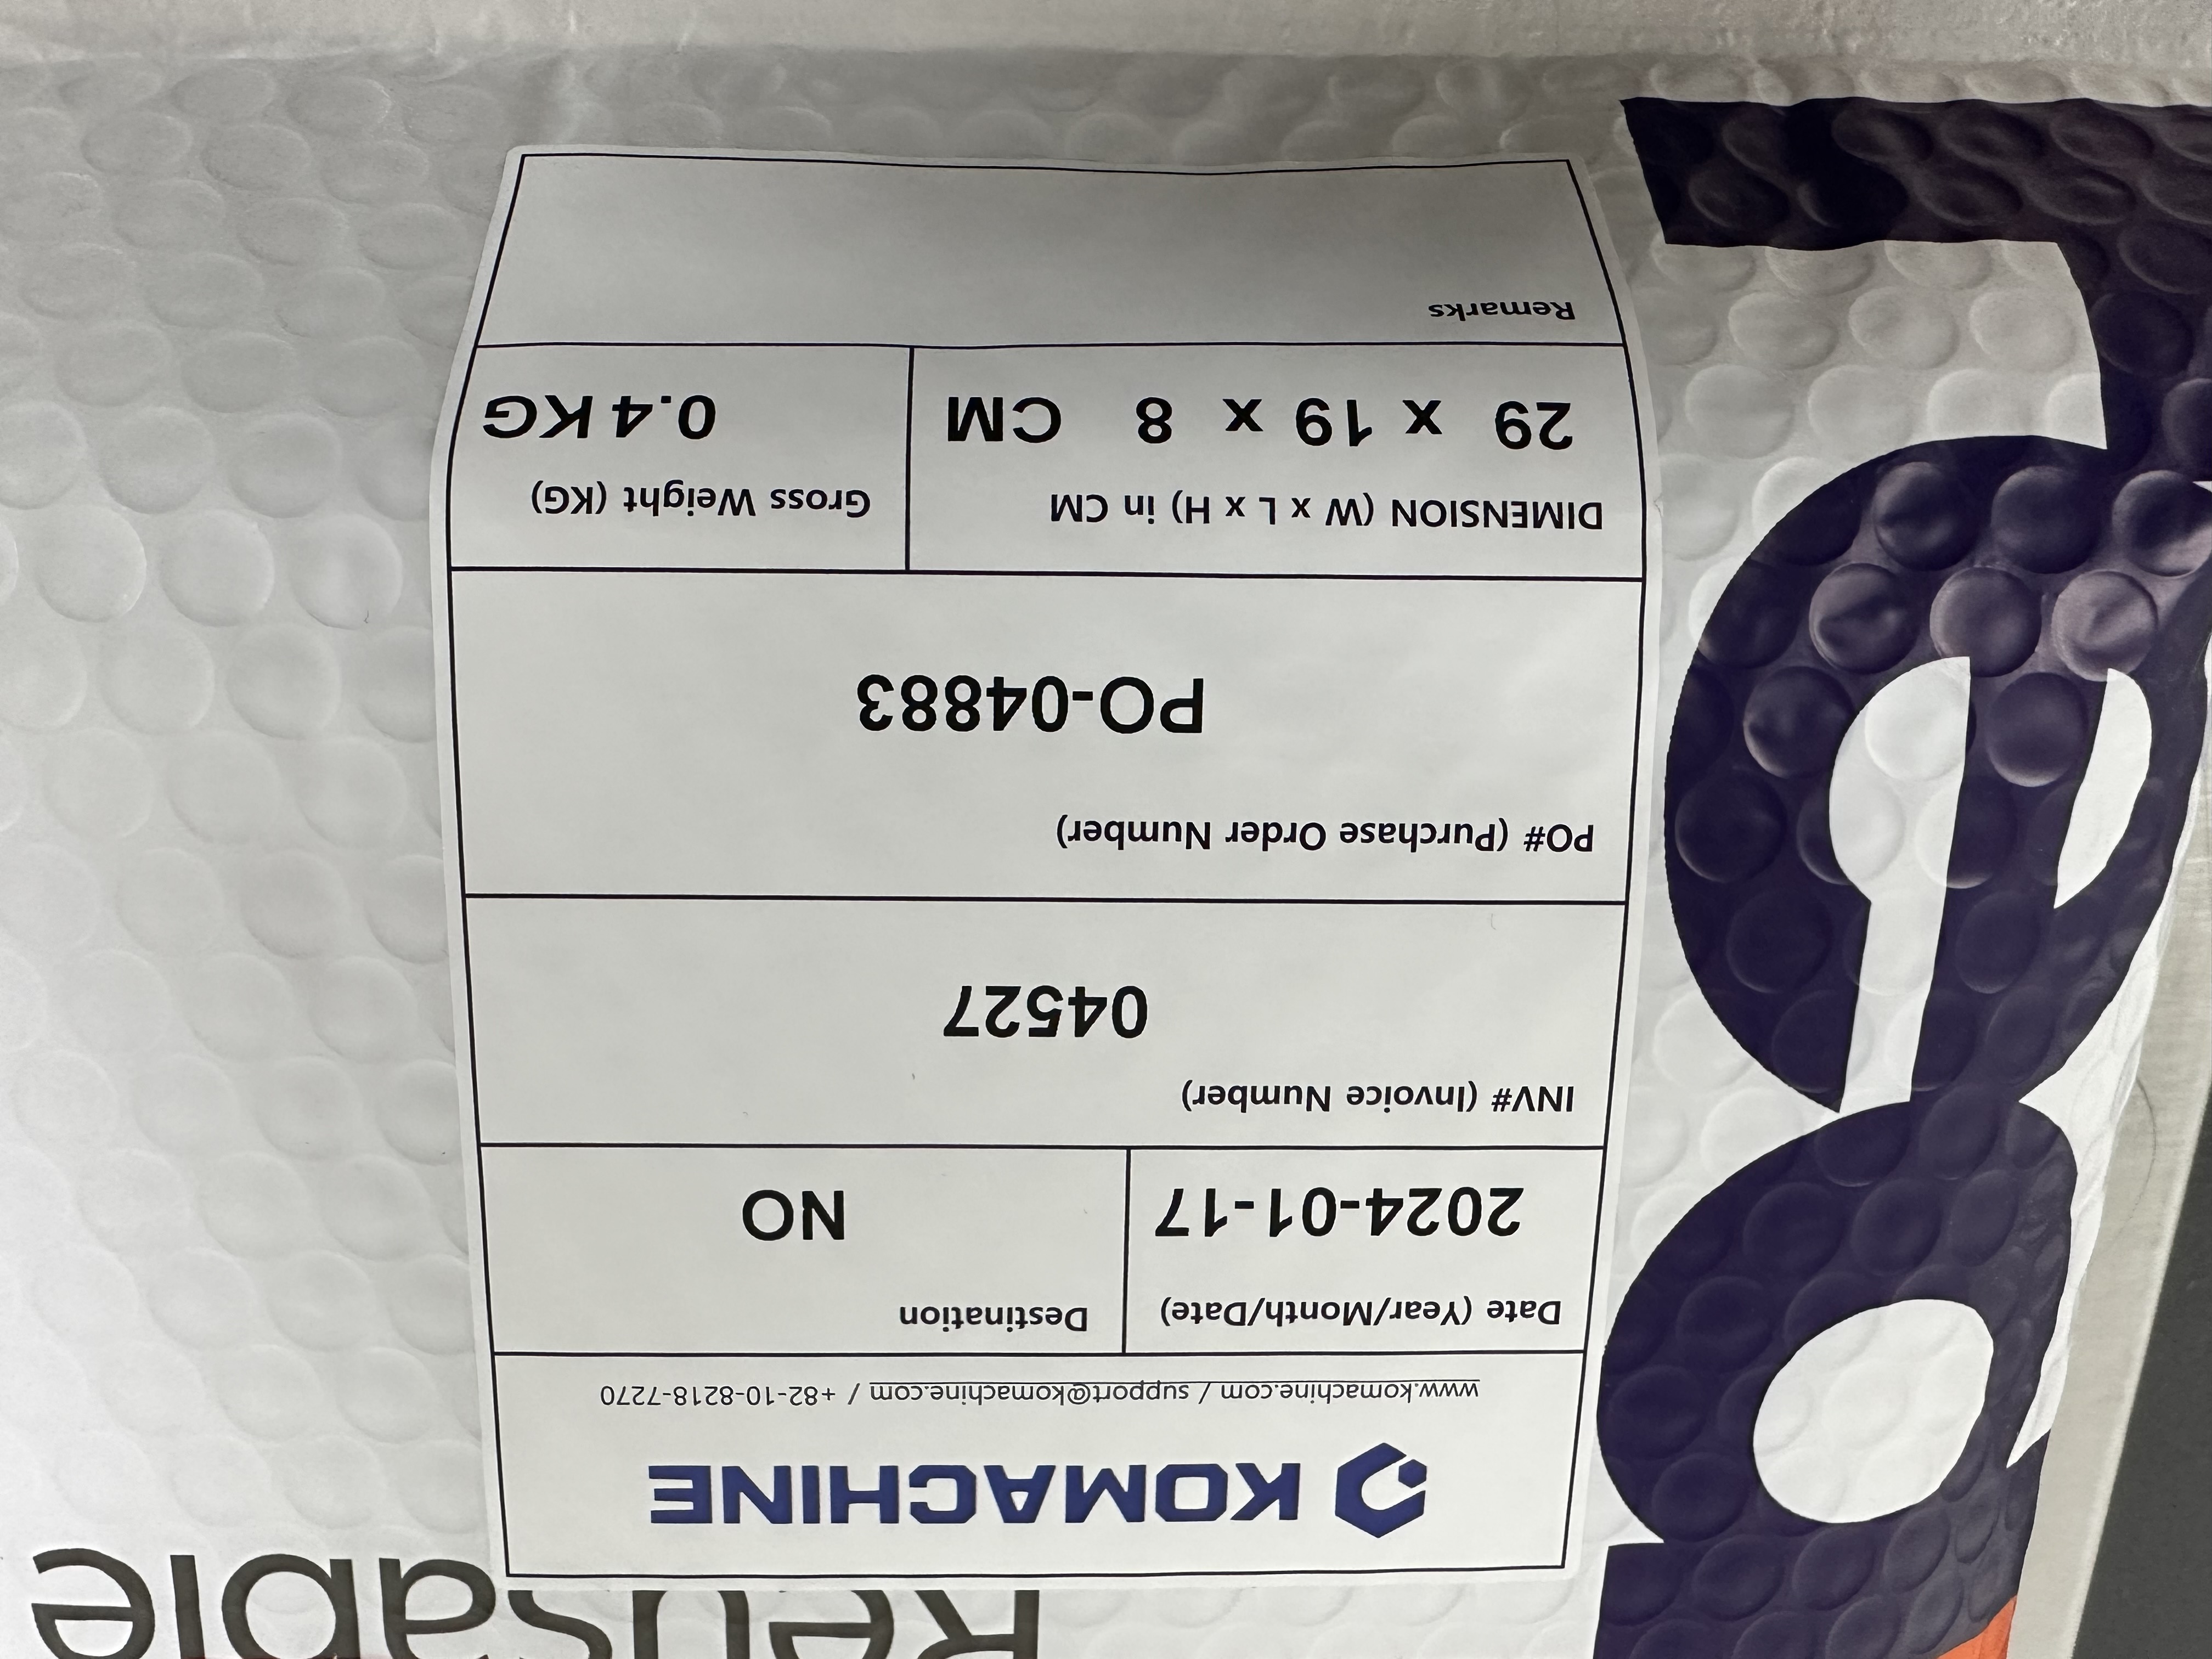 KOMACHINE
www.komachine.com / support@komachine.com / +82-10-8218-7270
Date (Year/Month/Date)
2024-01-17
Destination
NO
INV# (Invoice Number)
04527
PO# (Purchase Order Number)
PO-04883
DIMENSION (W x L x H) in CM
29 x 19 x 8 CM
Gross Weight (KG)
0.4 KG
Remarks
Reusable